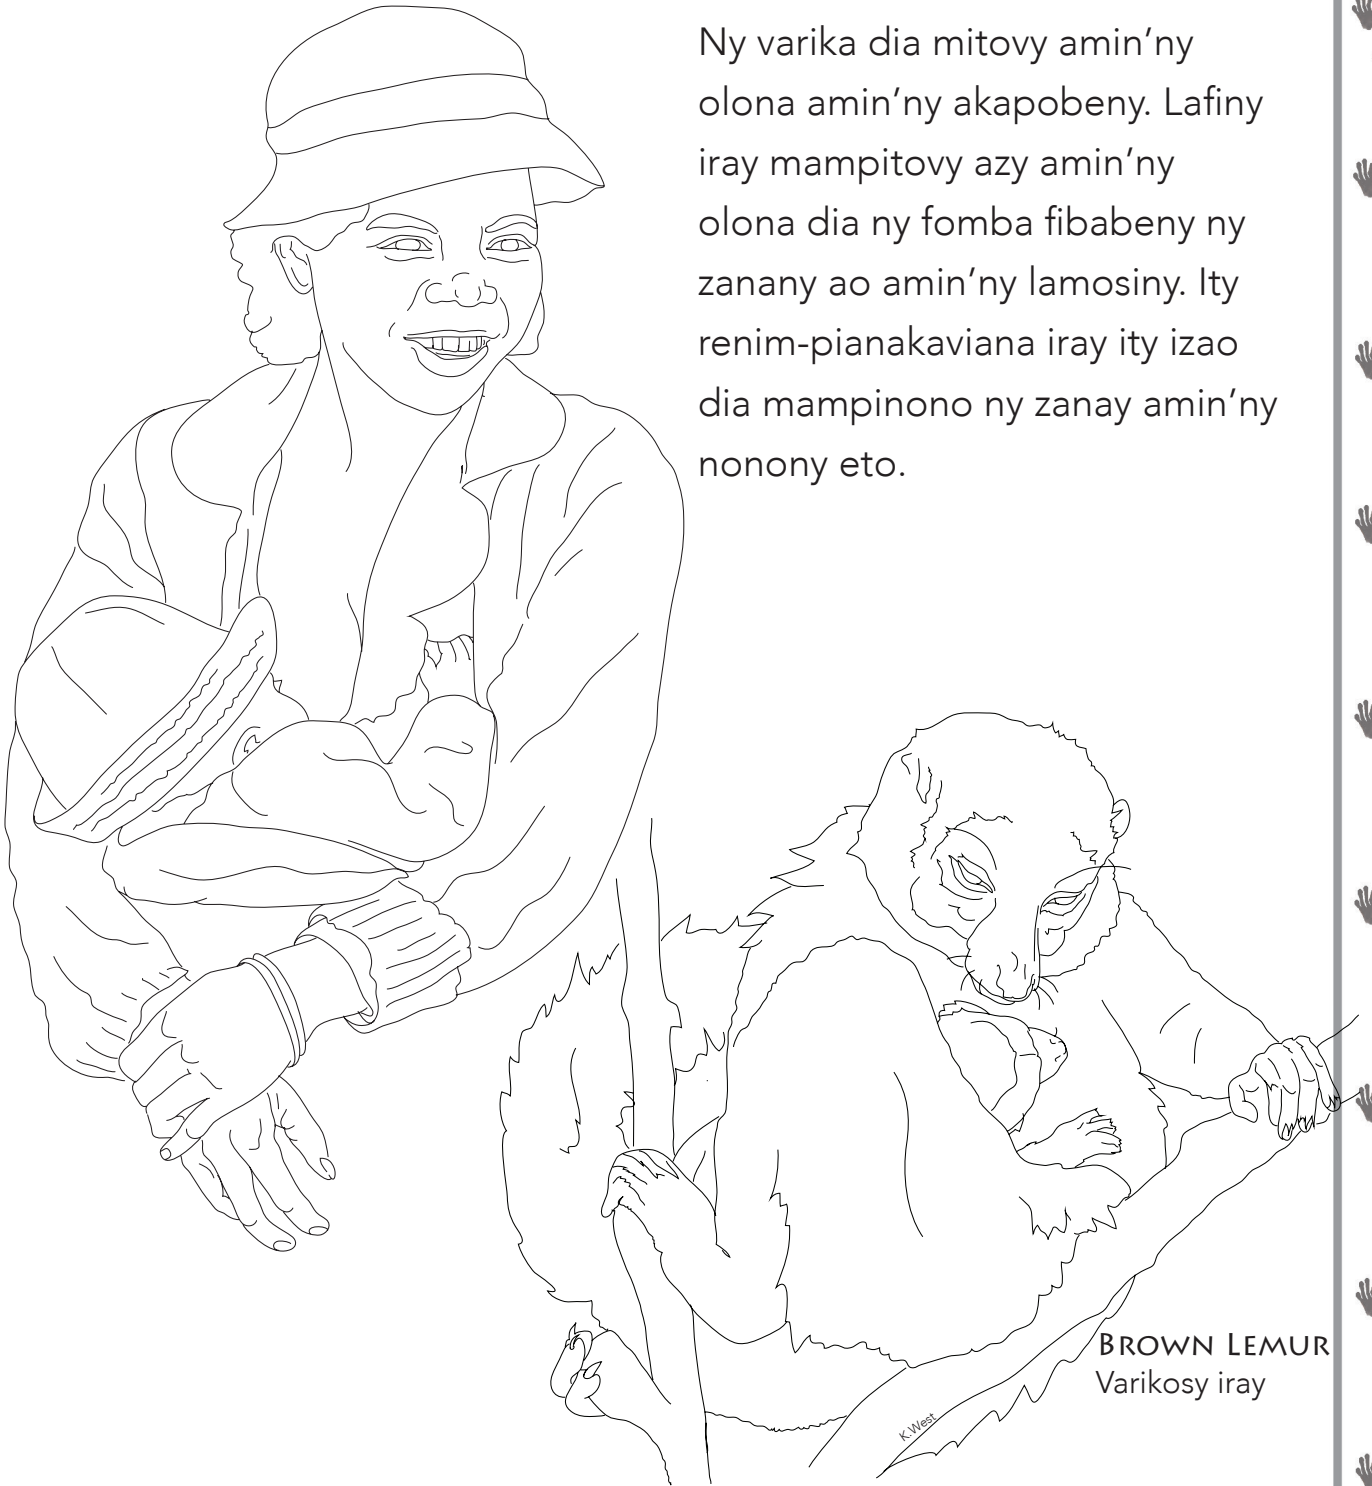 Ny varika dia mitovy amin’ny
olona amin’ny akapobeny. Lafiny
iray mampitovy azy amin’ny
olona dia ny fomba fibabeny ny
zanany ao amin’ny lamosiny. Ity
renim-pianakaviana iray ity izao
dia mampinono ny zanay amin’ny
nonony eto.
BROWN LEMUR
Varikosy iray
K.West